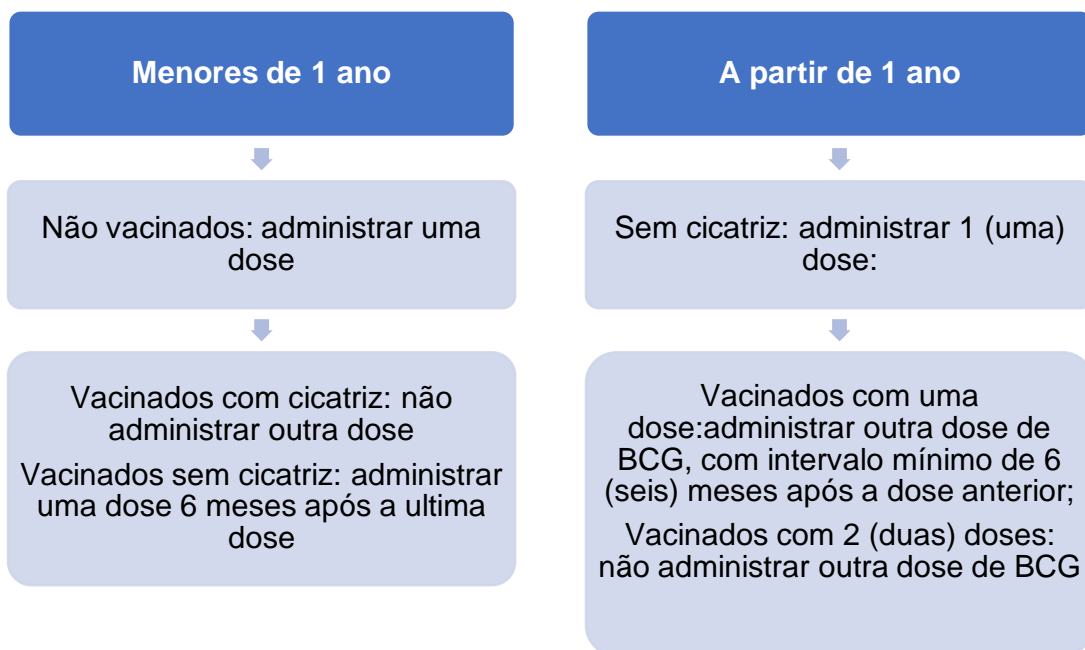 Menores de 1 ano
Não vacinados: administrar uma
dose
Vacinados com cicatriz: não
administrar outra dose
Vacinados sem cicatriz: administrar
uma dose 6 meses após a ultima
dose
A partir de 1 ano
Sem cicatriz: administrar 1 (uma)
dose:
Vacinados com uma
dose:administrar outra dose de
BCG, com intervalo mínimo de 6
(seis) meses após a dose anterior;
Vacinados com 2 (duas) doses:
não administrar outra dose de BCG